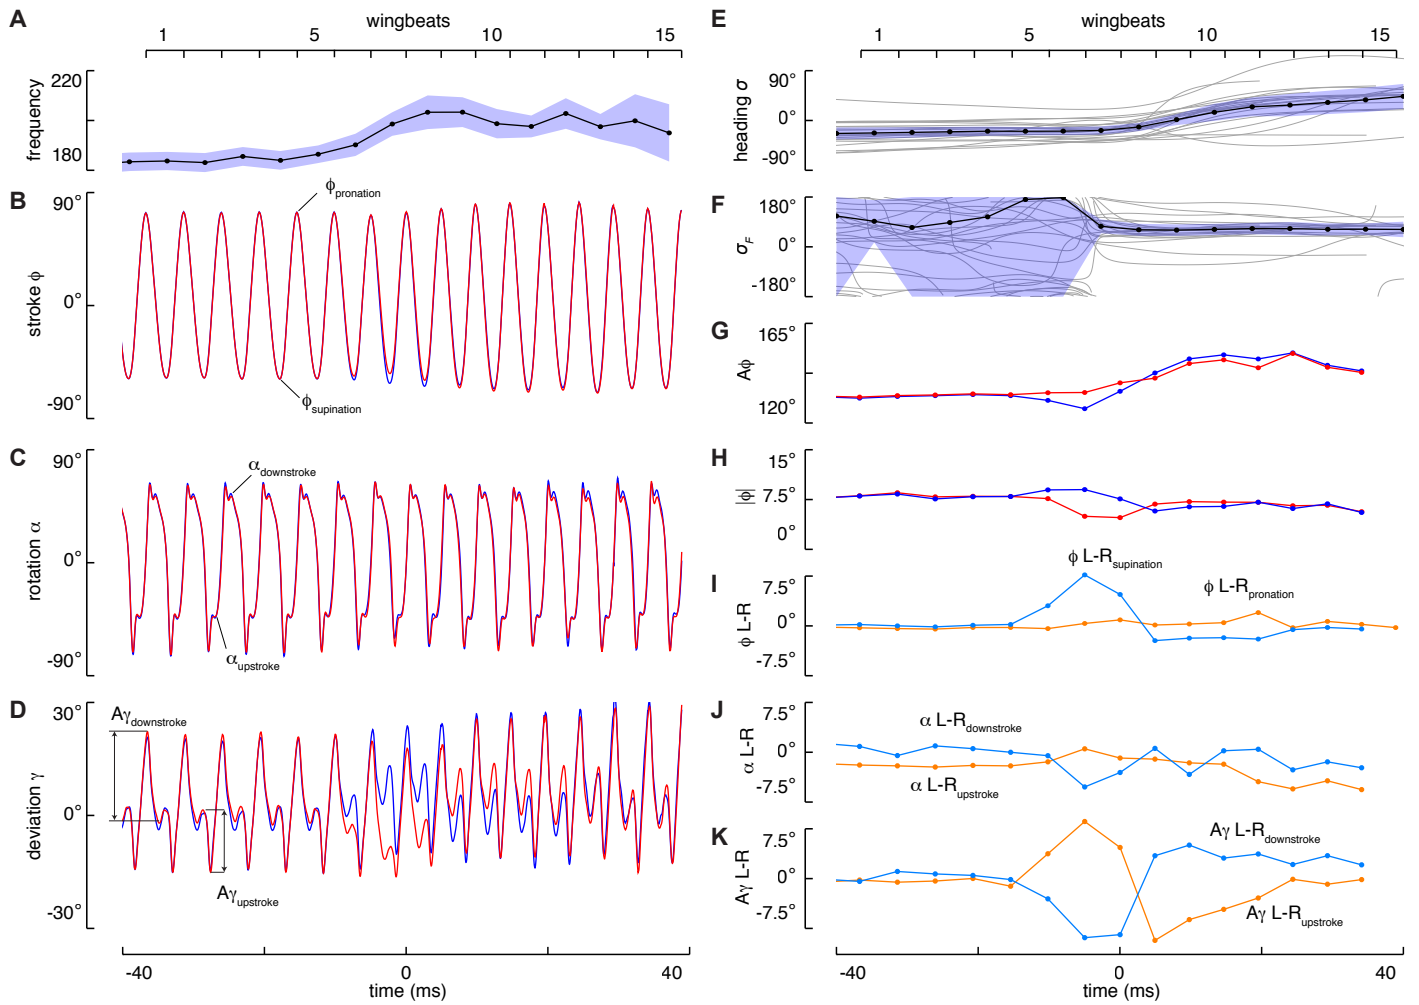 A
wingbeats
1 5 10 15
220
180
frequency
B
90°
0°
-90°
stroke ϕ
ϕpronation
ϕsupination
C
90°
0°
-90°
rotation α
αdownstroke
αupstroke
D
30°
0°
-30°
deviation γ
Aγdownstroke
Aγupstroke
-40 0 40
time (ms)
E
wingbeats
1 5 10 15
90°
0°
-90°
heading σ
F
180°
0°
-180°
σF
G
165°
120°
Aϕ
H
15°
7.5°
0°
|ϕ|
I
7.5°
0°
-7.5°
ϕ L-R
ϕ L-Rsupination
ϕ L-Rpronation
J
7.5°
0°
-7.5°
α L-R
α L-Rdownstroke
α L-Rupstroke
K
7.5°
0°
-7.5°
Aγ L-R
Aγ L-Rdownstroke
Aγ L-Rupstroke
-40 0 40
time (ms)